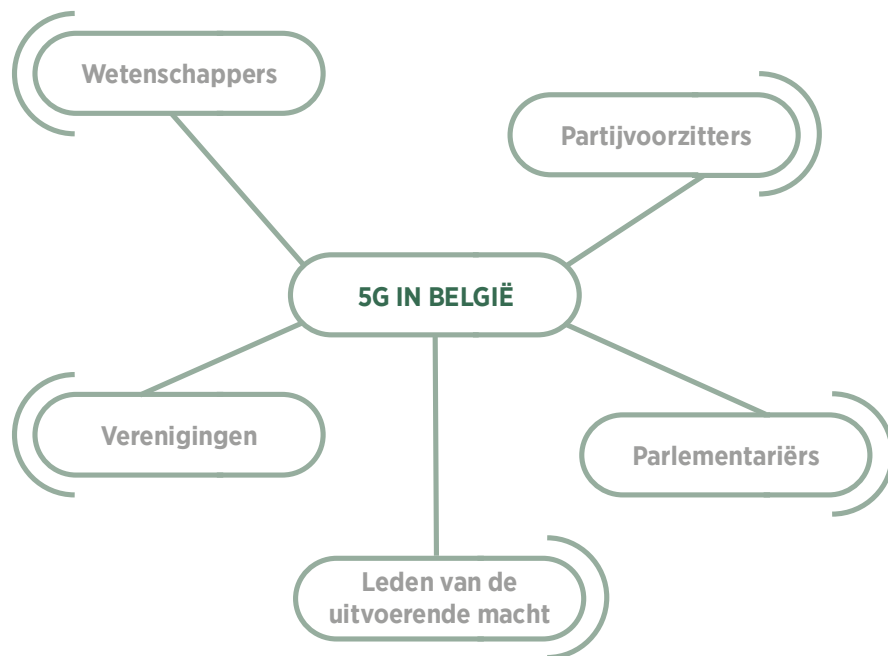 Wetenschappers
Partijvoorzitters
5G IN BELGIË
Verenigingen
Parlementariërs
Leden van de
uitvoerende macht